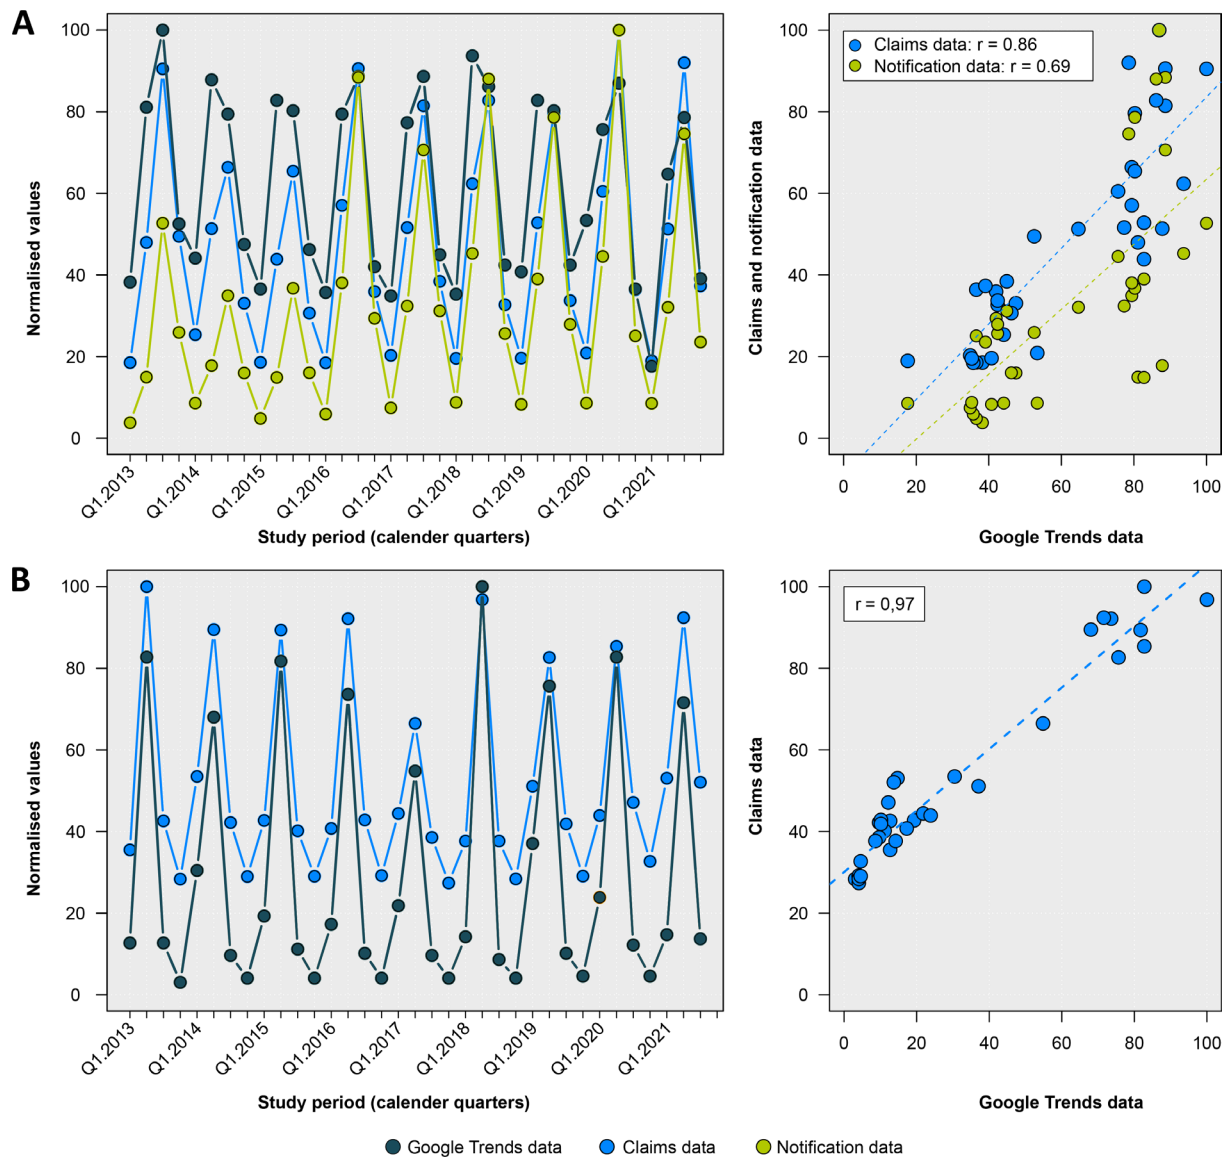 A
100
80
60
40
20
0
Normalised values
Q1.2013
Q1.2014
Q1.2015
Q1.2016
Q1.2017
Q1.2018
Q1.2019
Q1.2020
Q1.2021
Study period (calender quarters)
Claims data: r = 0.86
Notification data: r = 0.69
100
80
60
40
20
0
Claims and notification data
0 20 40 60 80 100
Google Trends data
B
100
80
60
40
20
0
Normalised values
Q1.2013
Q1.2014
Q1.2015
Q1.2016
Q1.2017
Q1.2018
Q1.2019
Q1.2020
Q1.2021
Study period (calender quarters)
r = 0,97
100
80
60
40
20
0
Claims data
0 20 40 60 80 100
Google Trends data
Google Trends data Claims data Notification data